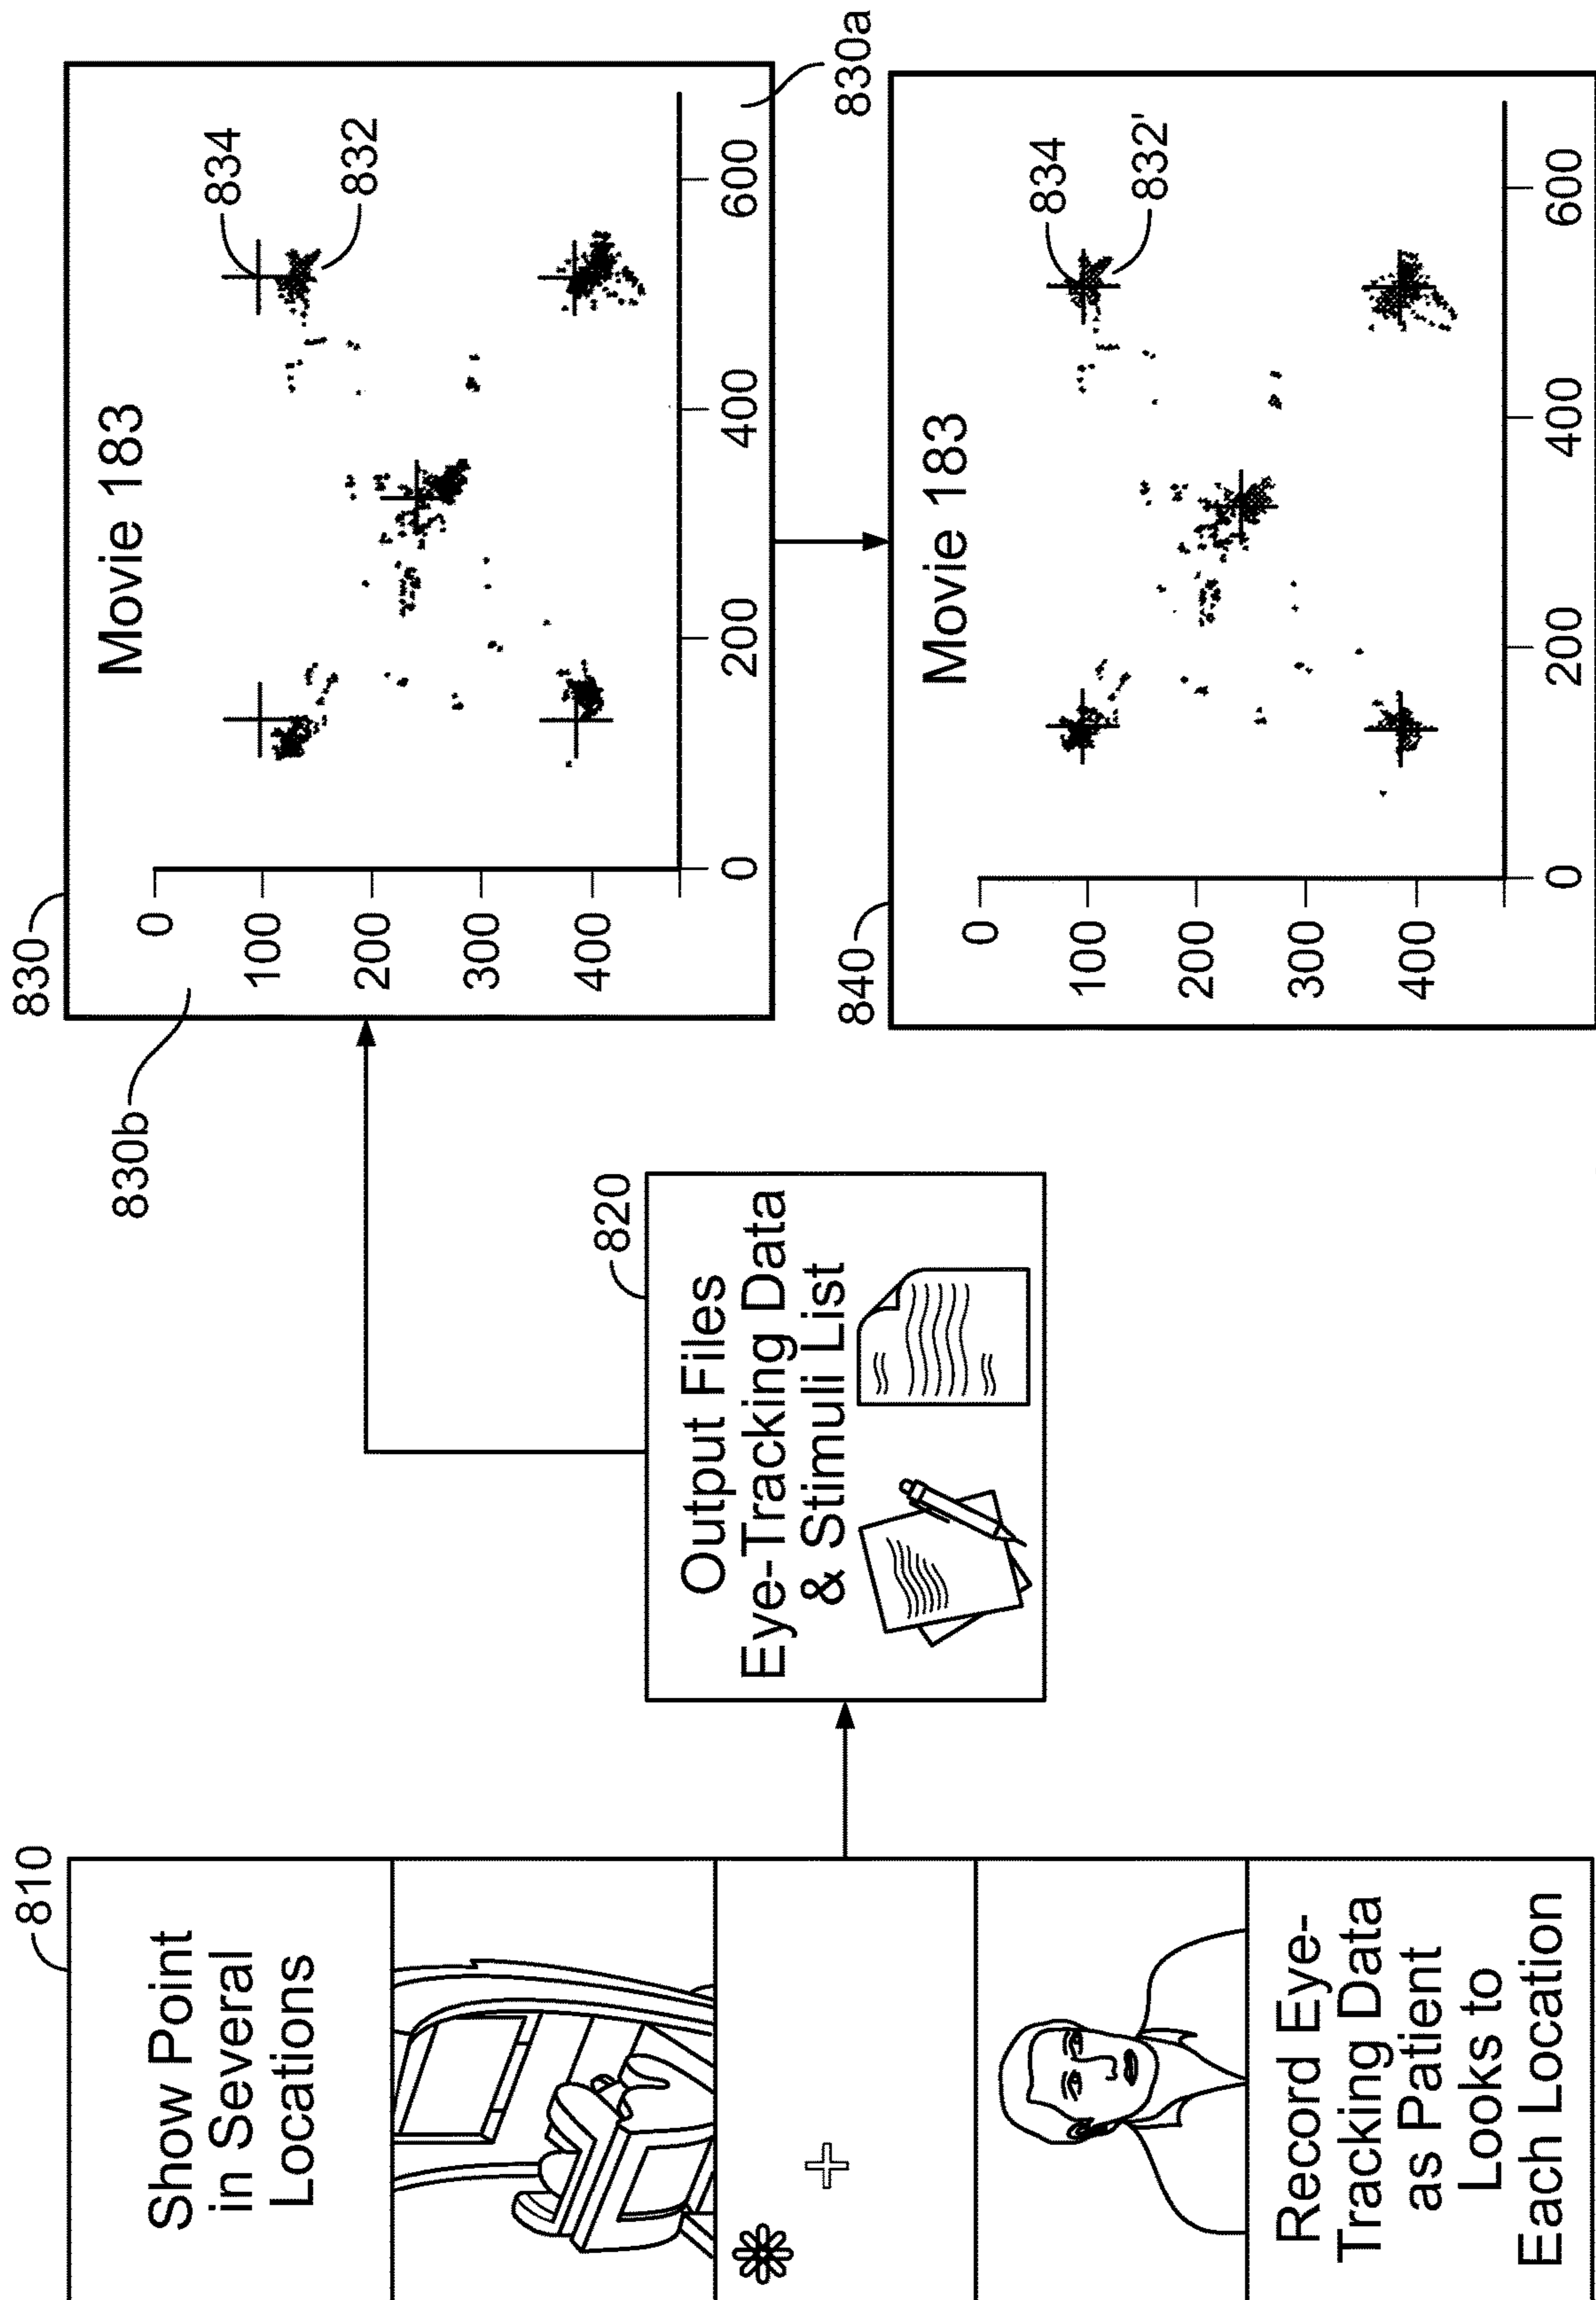 810
Show Point
in Several
Locations
Record Eye-
Tracking Data
as Patient
Looks to
Each Location
820
Output Files
Eye-Tracking Data
& Stimuli List
830
830b
Movie 183
0
100
200
300
400
0
200
400
600
834
832
830a
840
Movie 183
0
100
200
300
400
0
200
400
600
834
832'